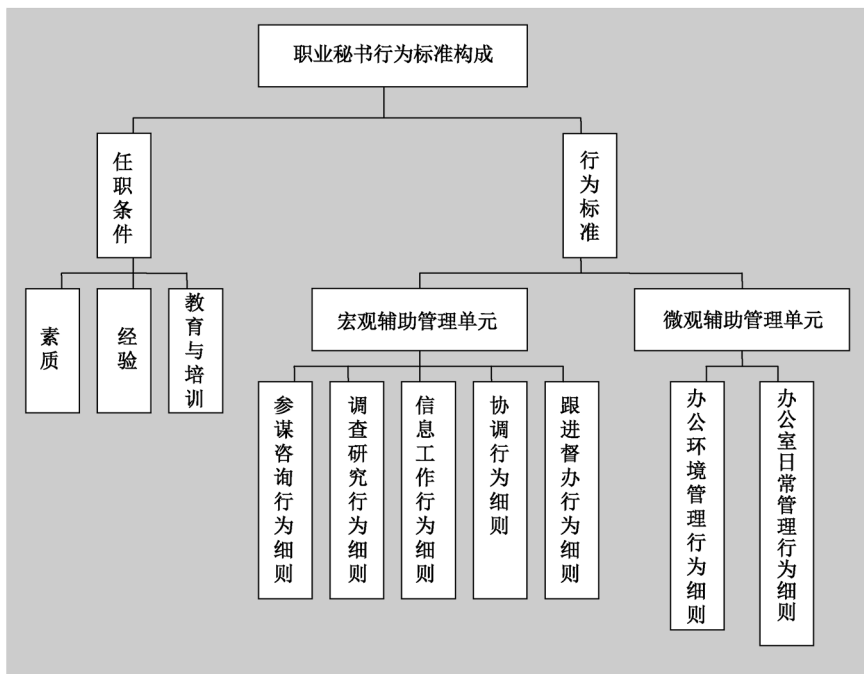 职业秘书行为标准构成
任职条件
行为标准
素质
经验
教育与培训
宏观辅助管理单元
微观辅助管理单元
参谋咨询行为细则
调查研究行为细则
信息工作行为细则
协调行为细则
跟进督办行为细则
办公环境管理行为细则
办公室日常管理行为细则